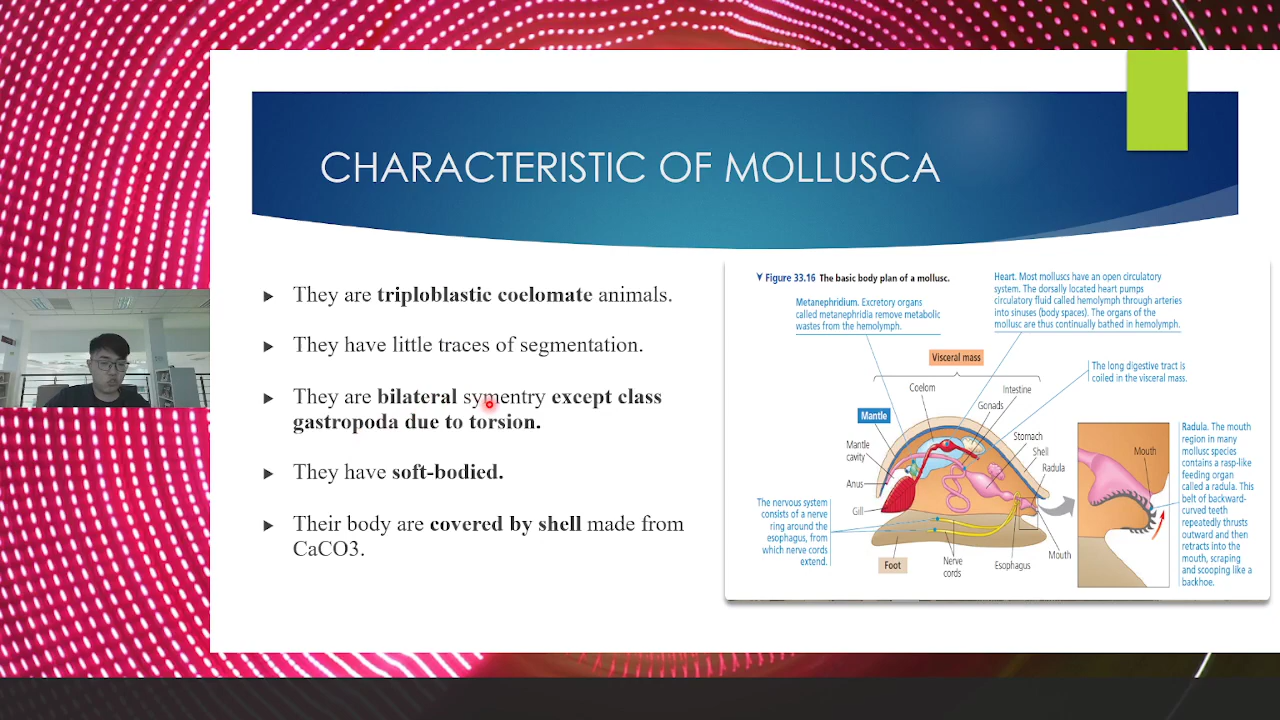 CHARACTERISTIC OF MOLLUSCA
▶ They are triploblastic coelomate animals.
▶ They have little traces of segmentation.
▶ They are bilateral symentry except class
gastropoda due to torsion.
▶ They have soft-bodied.
▶ Their body are covered by shell made from
CaCO3.
Figure 33.16 The basic body plan of a mollusc.
Metanephridium. Excretory organs
called metanephridia remove metabolic
wastes from the hemolymph.
Heart. Most molluscs have an open circulatory
system. The dorsally located heart pumps
circulatory fluid called hemolymph through arteries
into sinuses (body spaces). The organs of the
mollusc are thus continually bathed in hemolymph.
Visceral mass
The long digestive tract is
coiled in the visceral mass.
Coelom
Intestine
Gonads
Mantle
Stomach
Mantle
cavity
Shell
Radula
Anus
Gill
The nervous system
consists of a nerve
ring around the
esophagus, from
which nerve cords
extend.
Foot
Nerve
cords
Esophagus
Mouth
Mouth
Radula. The mouth
region in many
mollusc species
contains a rasp-like
feeding organ
called a radula. This
belt of backward-
curved teeth
repeatedly thrusts
outward and then
retracts into the
mouth, scraping
and scooping like a
backhoe.